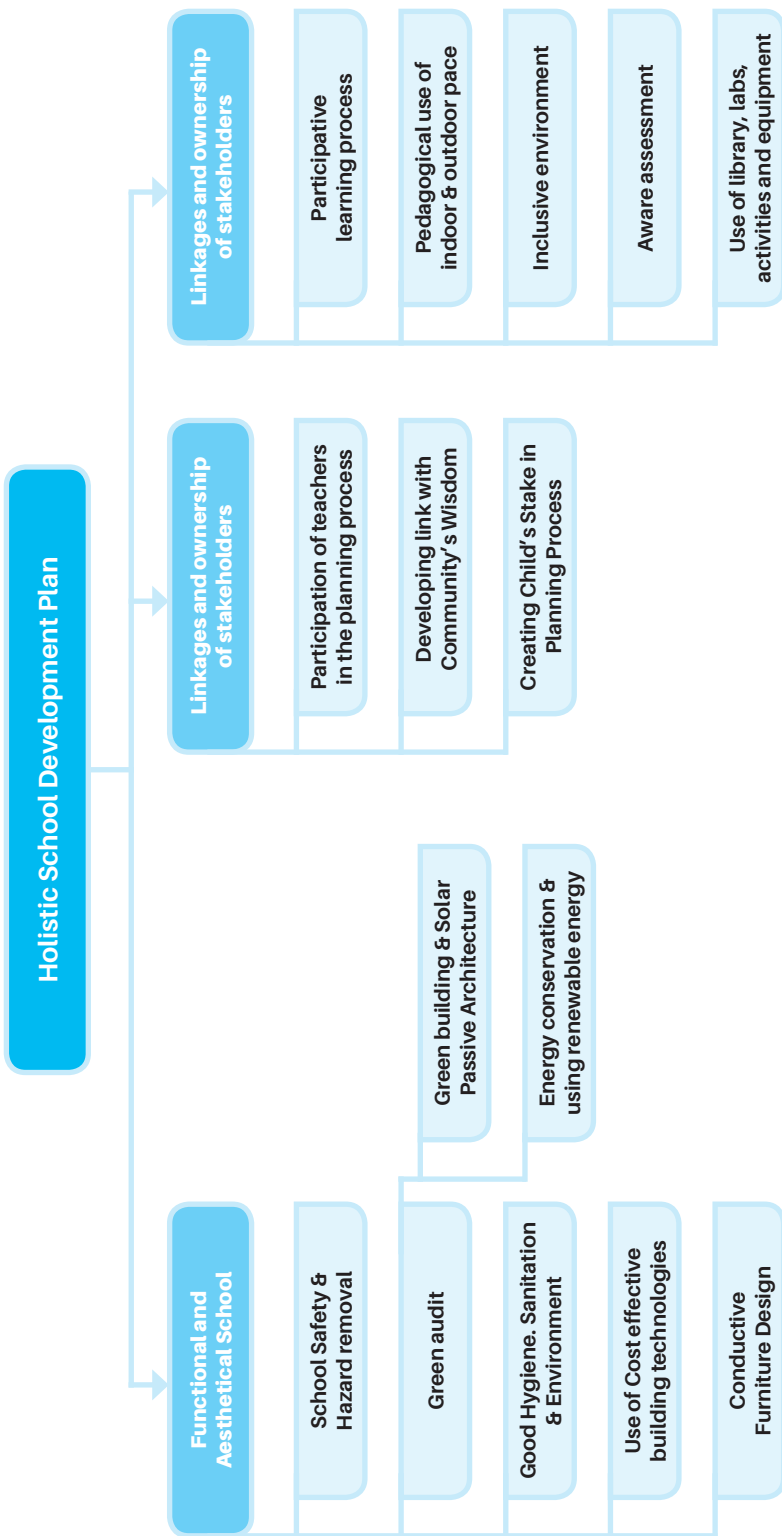 Holistic School Development Plan
Functional and
Aesthetical School
School Safety &
Hazard removal
Green audit
Green building & Solar
Passive Architecture
Energy conservation &
using renewable energy
Good Hygiene. Sanitation
& Environment
Use of Cost effective
building technologies
Conductive
Furniture Design
Linkages and ownership
of stakeholders
Participation of teachers
in the planning process
Developing link with
Community's Wisdom
Creating Child's Stake in
Planning Process
Linkages and ownership
of stakeholders
Participative
learning process
Pedagogical use of
indoor & outdoor pace
Inclusive environment
Aware assessment
Use of library, labs,
activities and equipment